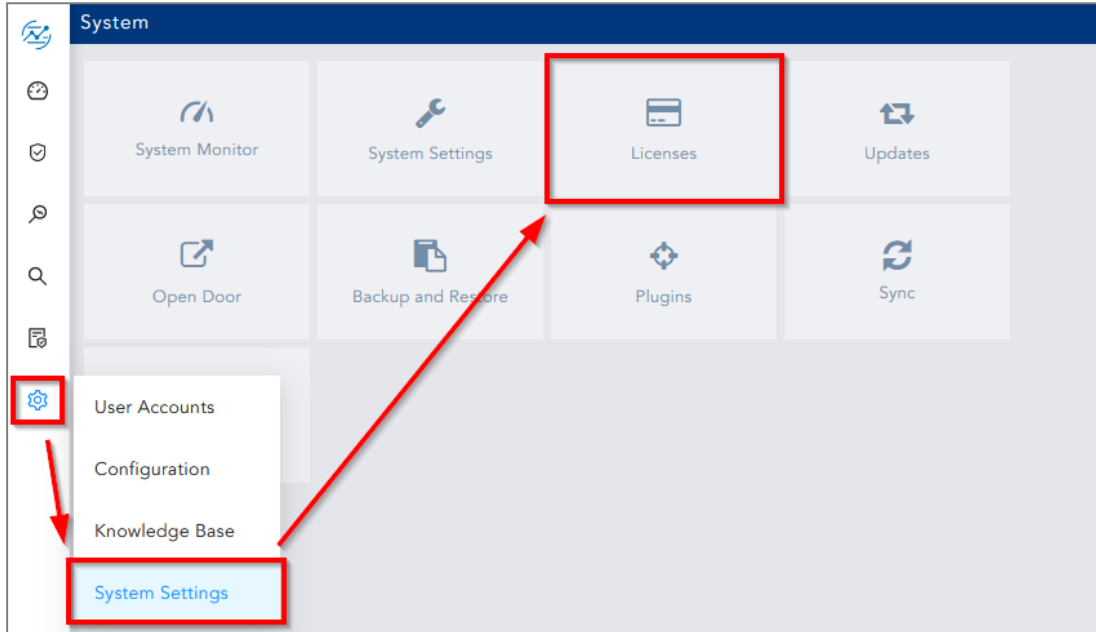 System
System Monitor
System Settings
Licenses
Updates
Open Door
Backup and Restore
Plugins
Sync
User Accounts
Configuration
Knowledge Base
System Settings